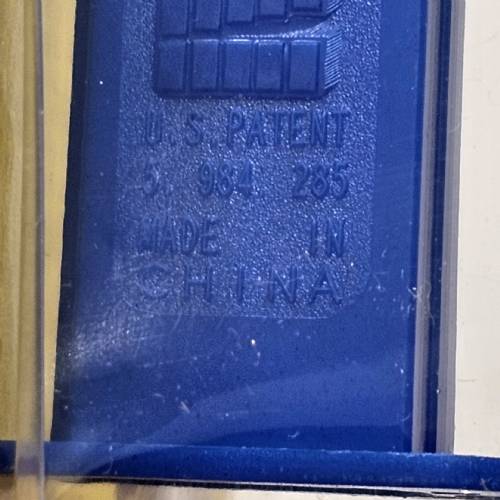 U.S. PATENT
5. 984 285
MADE IN
CHINA